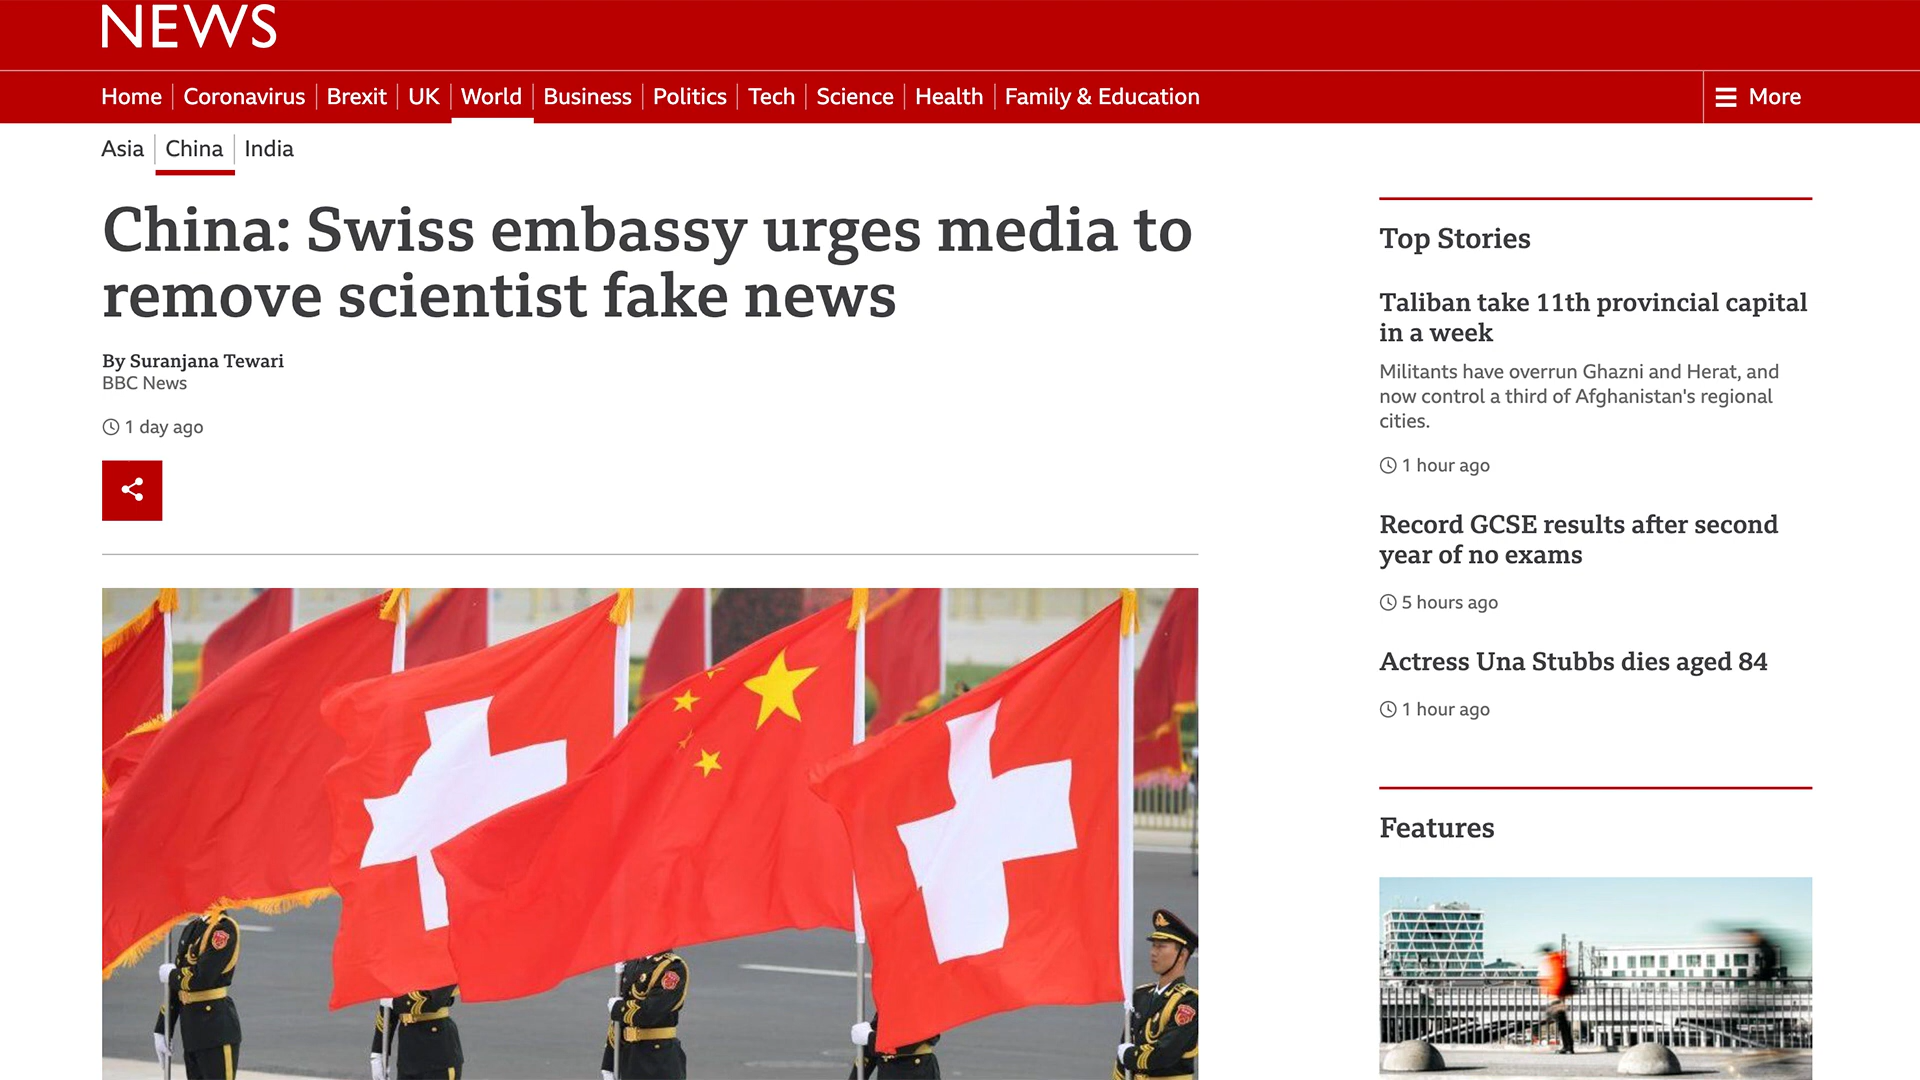 NEWS
Home
Coronavirus
Brexit
UK
World
Business
Politics
Tech
Science
Health
Family & Education
More
Asia
China
India
China: Swiss embassy urges media to
remove scientist fake news
By Suranjana Tewari
BBC News
1 day ago
Top Stories
Taliban take 11th provincial capital
in a week
Militants have overrun Ghazni and Herat, and
now control a third of Afghanistan's regional
cities.
1 hour ago
Record GCSE results after second
year of no exams
5 hours ago
Actress Una Stubbs dies aged 84
1 hour ago
Features